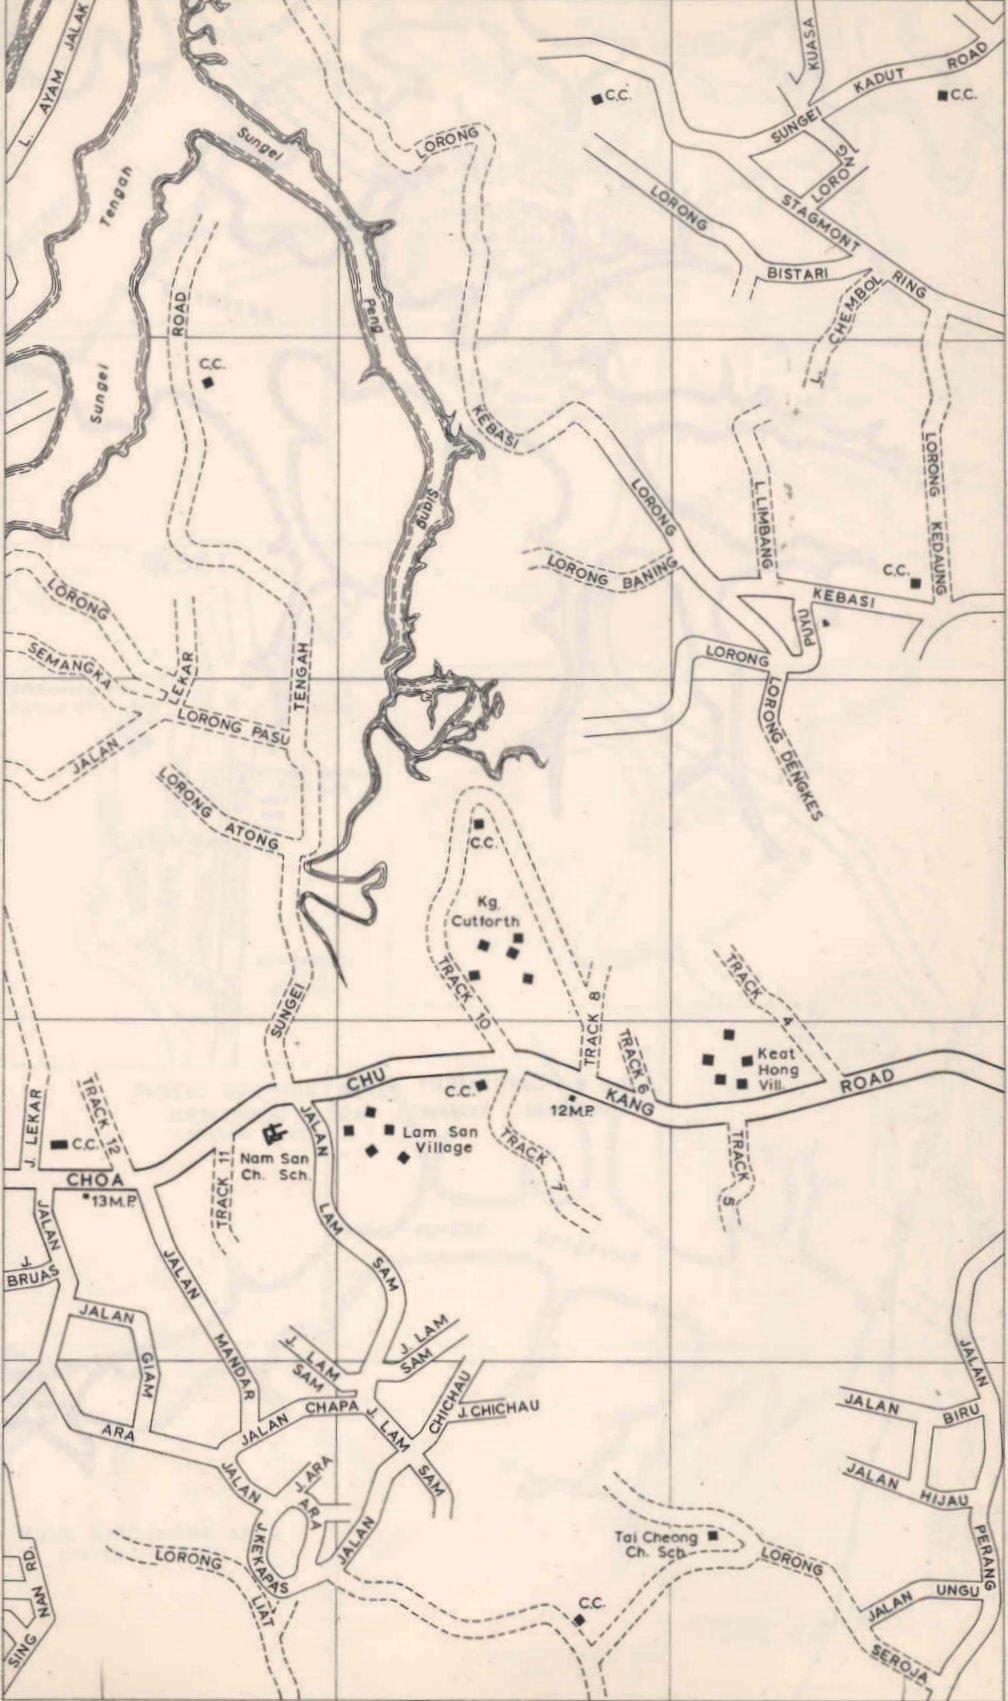 L. AYAM JALAK
Tengah
Sungei
Sungei
Peng
Siang
LORONG
KUASA
C.C.
KADUT ROAD
C.C.
SUNGEI
LORONG
LORONG
STAGMONT
RING
BISTARI
L. CHEMBOL
ROAD
C.C.
KEBASI
LORONG
L. LIMBANG
LORONG KEDAUNG
LORONG BANING
C.C.
KEBASI
LORONG
PUYU
LORONG
SEMANGKA
LEKAR
TENGAH
LORONG PASU
JALAN
LORONG DENGKES
LORONG ATONG
C.C.
Kg.
Cutforth
TRACK 10
TRACK 8
TRACK 4
SUNGEI
TRACK 6
Keat
Hong
Vill.
CHU
KANG
ROAD
C.C.
12M.P.
J. LEKAR
TRACK 12
C.C.
JALAN
Lam San
Village
Nam San
Ch. Sch.
TRACK 11
TRACK 7
TRACK 5
CHOA
13M.P.
JALAN
LAM
SAM
J.
BRUAS
JALAN
JALAN
GIAM
MANDAR
J. LAM
SAM
J. LAM
SAM
CHICHAU
J. CHICHAU
JALAN
CHAPA
J. LAM
SAM
ARA
JALAN
J. ARA
ARA
JALAN
J. KEKAPAS
LORONG
LIAT
JALAN
JALAN
BIRU
JALAN
HIJAU
PERANG
Tai Cheong
Ch. Sch.
LORONG
JALAN
UNGU
SEROJA
C.C.
SING
NAN
RD.